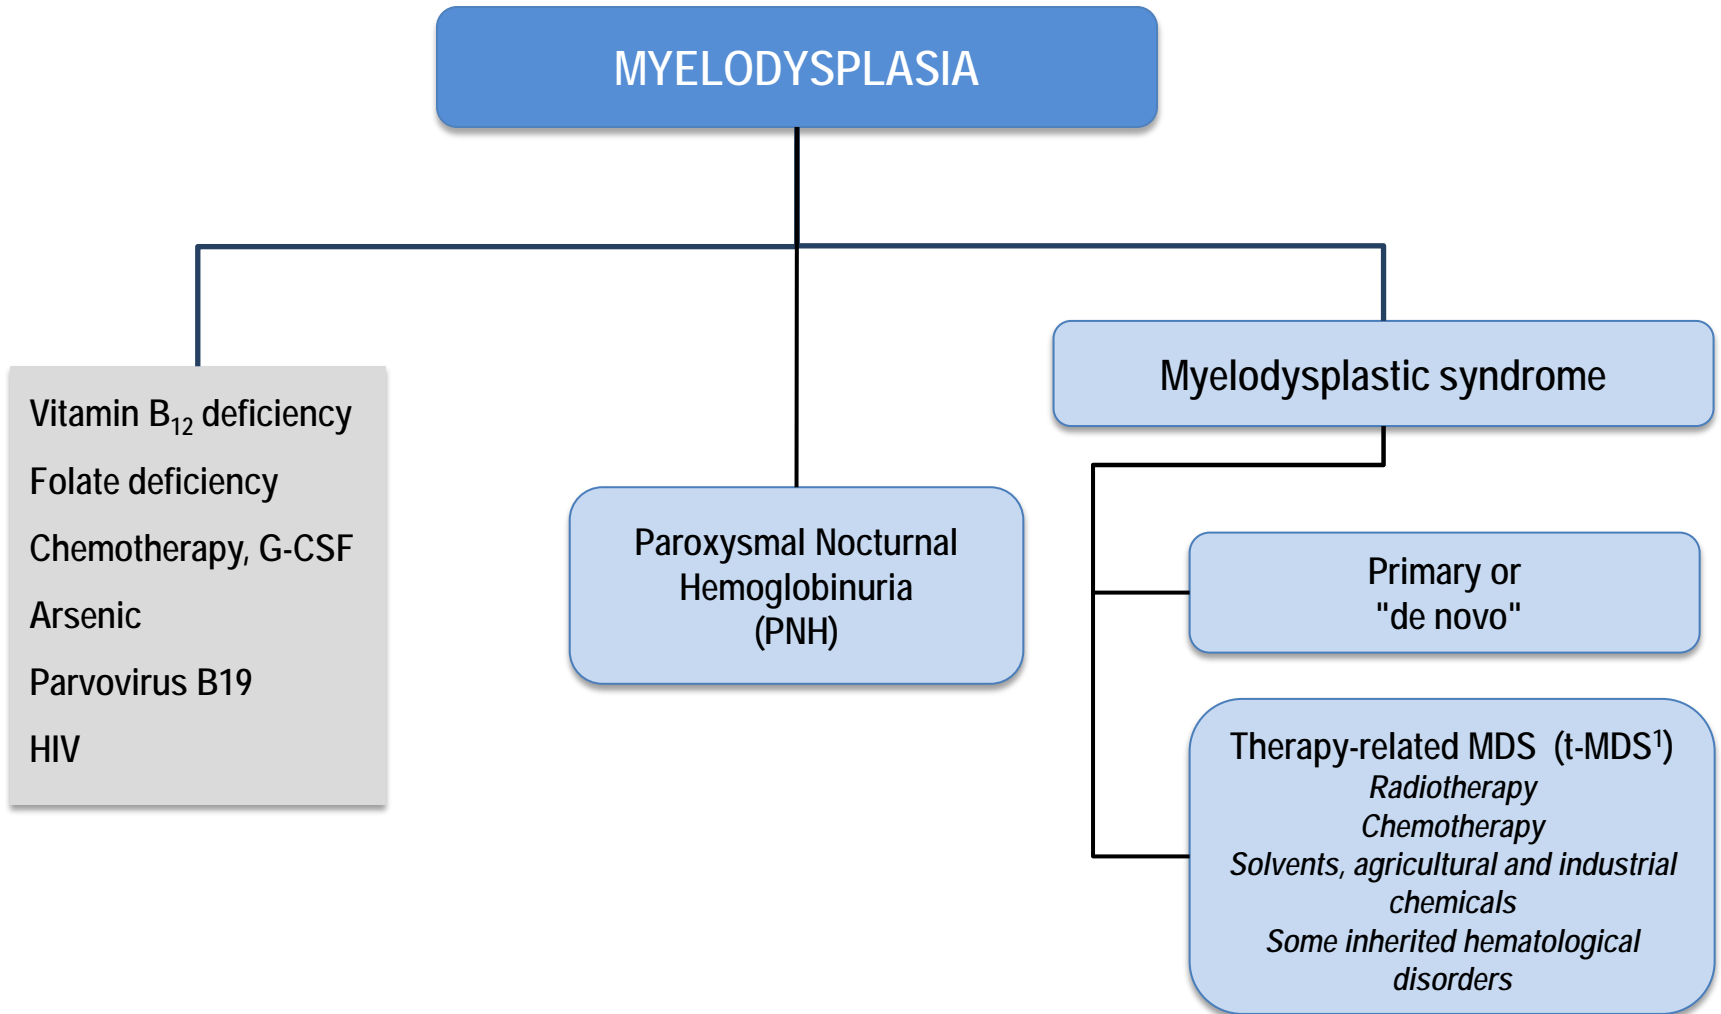 MYELODYSPLASIA
Vitamin B₁₂ deficiency
Folate deficiency
Chemotherapy, G-CSF
Arsenic
Parvovirus B19
HIV
Paroxysmal Nocturnal
Hemoglobinuria
(PNH)
Myelodysplastic syndrome
Primary or
"de novo"
Therapy-related MDS (t-MDS¹)
Radiotherapy
Chemotherapy
Solvents, agricultural and industrial
chemicals
Some inherited hematological
disorders